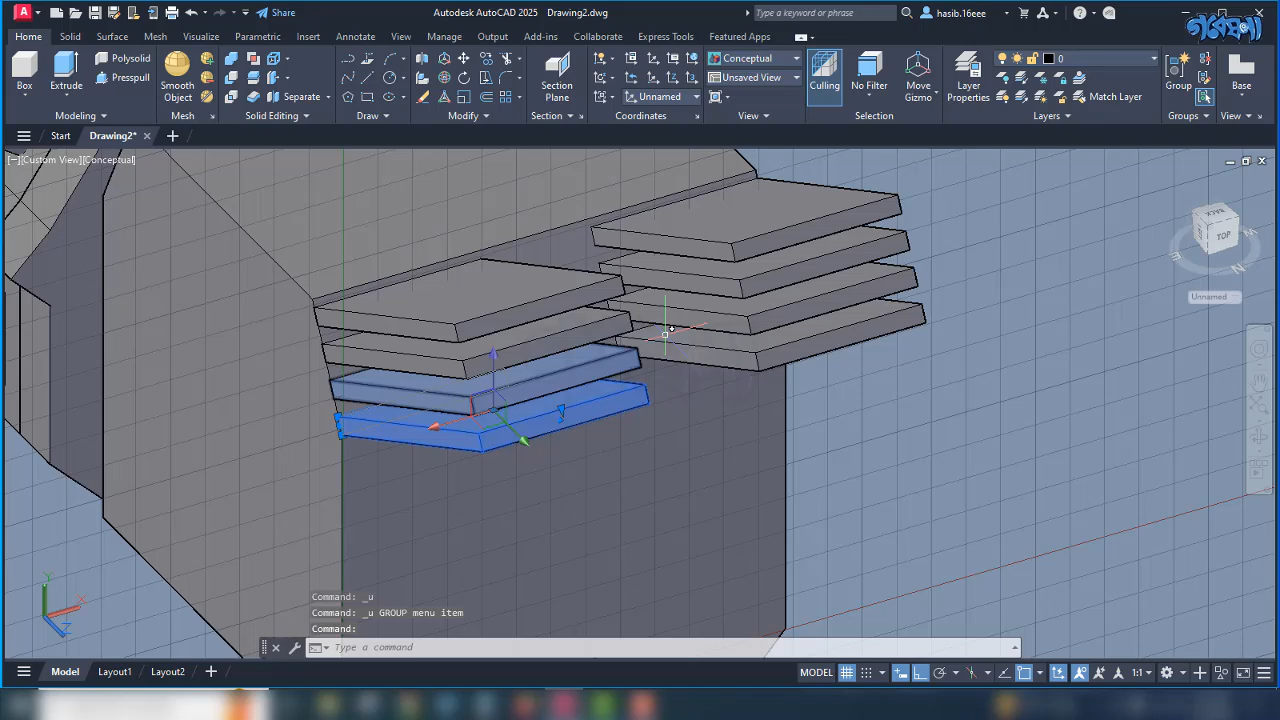 A Share Autodesk AutoCAD 2025 Drawing2.dwg Type a keyword or phrase hasib.16eee
Home Solid Surface Mesh Visualize Parametric Insert Annotate View Manage Output Add-ins Collaborate Express Tools Featured Apps
গবেষণা
Box Extrude Polysolid Presspull Smooth Object Separate Section Plane Conceptual Unsaved View Unnamed Culling No Filter Move Gizmo Layer Properties 0 Match Layer Group Base
Modeling Mesh Solid Editing Draw Modify Section Coordinates View Selection Layers Groups View
Start Drawing2*
[−][Custom View][Conceptual]
BACK
TOP
W
N
Unnamed
Y
X
Z
Command: _u
Command: _u GROUP menu item
Command:
Type a command
Model Layout1 Layout2 MODEL 1:1